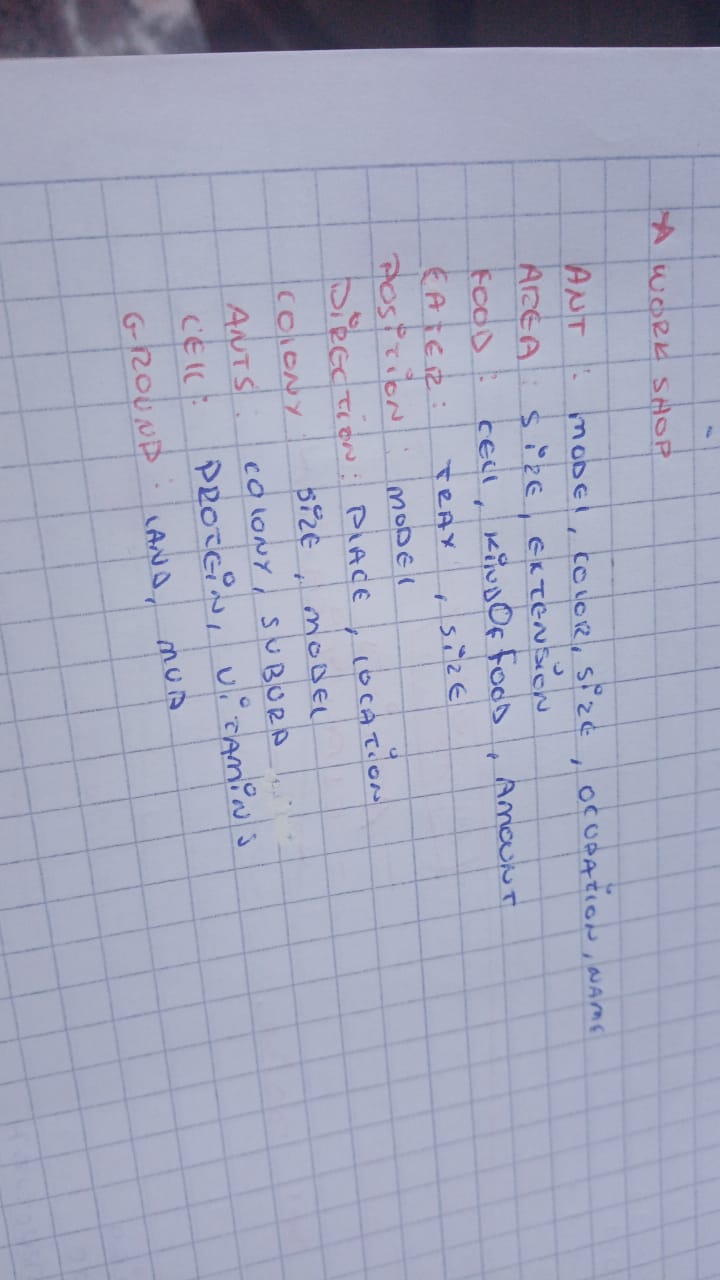 * WORK SHOP
ANT: MODEL, COLOR, SIZE, OCUPATION, NAME
AREA: SIZE, EXTENSION
FOOD: CELL, KIND OF FOOD, AMOUNT
EATER: TRAY, SIZE
POSITION: MODEL
DIRECTION: PLACE, LOCATION
COLONY: SIZE, MODEL
ANTS: COLONY, SUBURB
CELL: PROTEIN, VITAMINS
GROUND: LAND, MUD